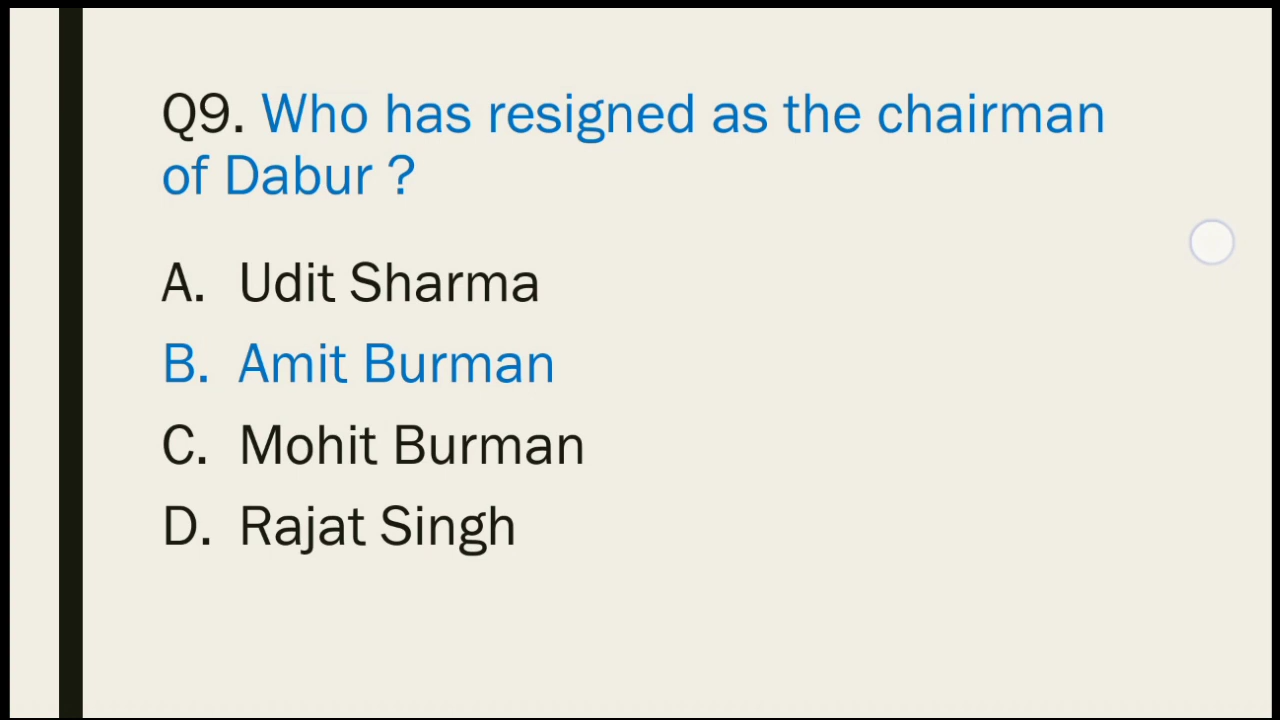 Q9. Who has resigned as the chairman
of Dabur ?
A. Udit Sharma
B. Amit Burman
C. Mohit Burman
D. Rajat Singh